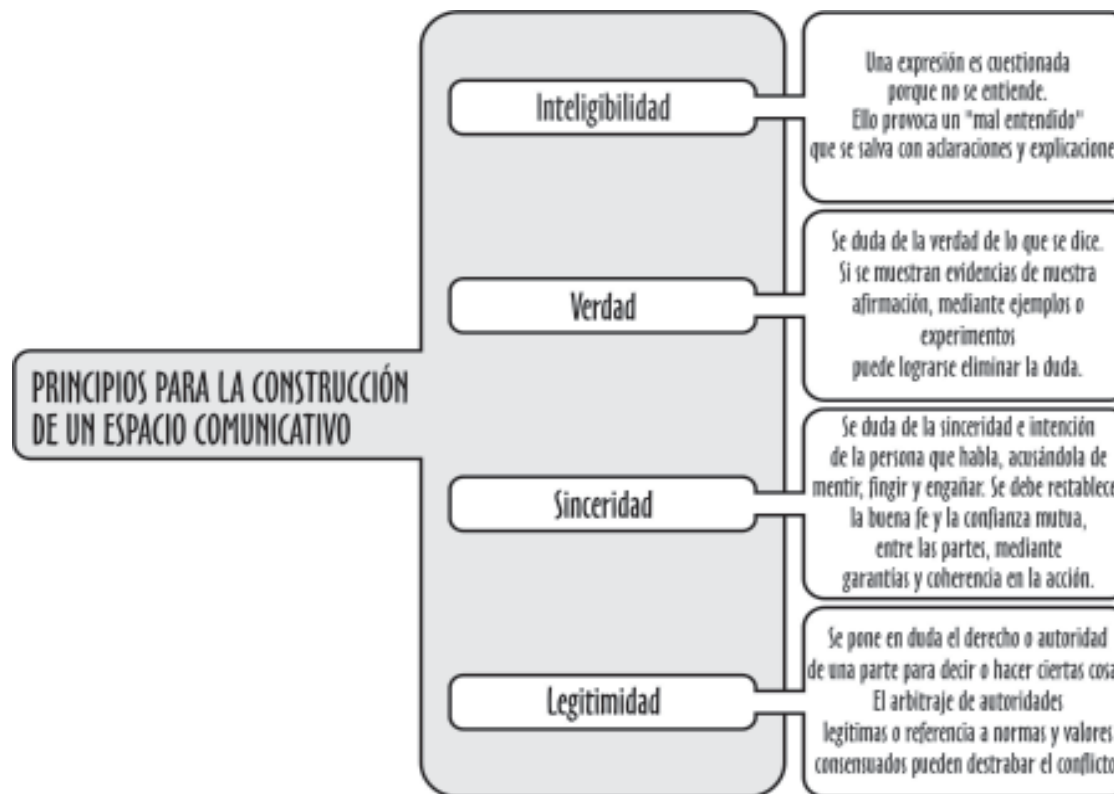 PRINCIPIOS PARA LA CONSTRUCCIÓN
DE UN ESPACIO COMUNICATIVO
Inteligibilidad
Una expresión es cuestionada
porque no se entiende.
Ello provoca un "mal entendido"
que se salva con aclaraciones y explicacione
Verdad
Se duda de la verdad de lo que se dice.
Si se muestran evidencias de nuestra
afirmación, mediante ejemplos o
experimentos
puede lograrse eliminar la duda.
Sinceridad
Se duda de la sinceridad e intención
de la persona que habla, acusándola de
mentir, fingir y engañar. Se debe restablece
la buena fe y la confianza mutua,
entre las partes, mediante
garantías y coherencia en la acción.
Legitimidad
Se pone en duda el derecho o autoridad
de una parte para decir o hacer ciertas cosa
El arbitraje de autoridades
legítimas o referencia a normas y valores
consensuados pueden destrabar el conflicto